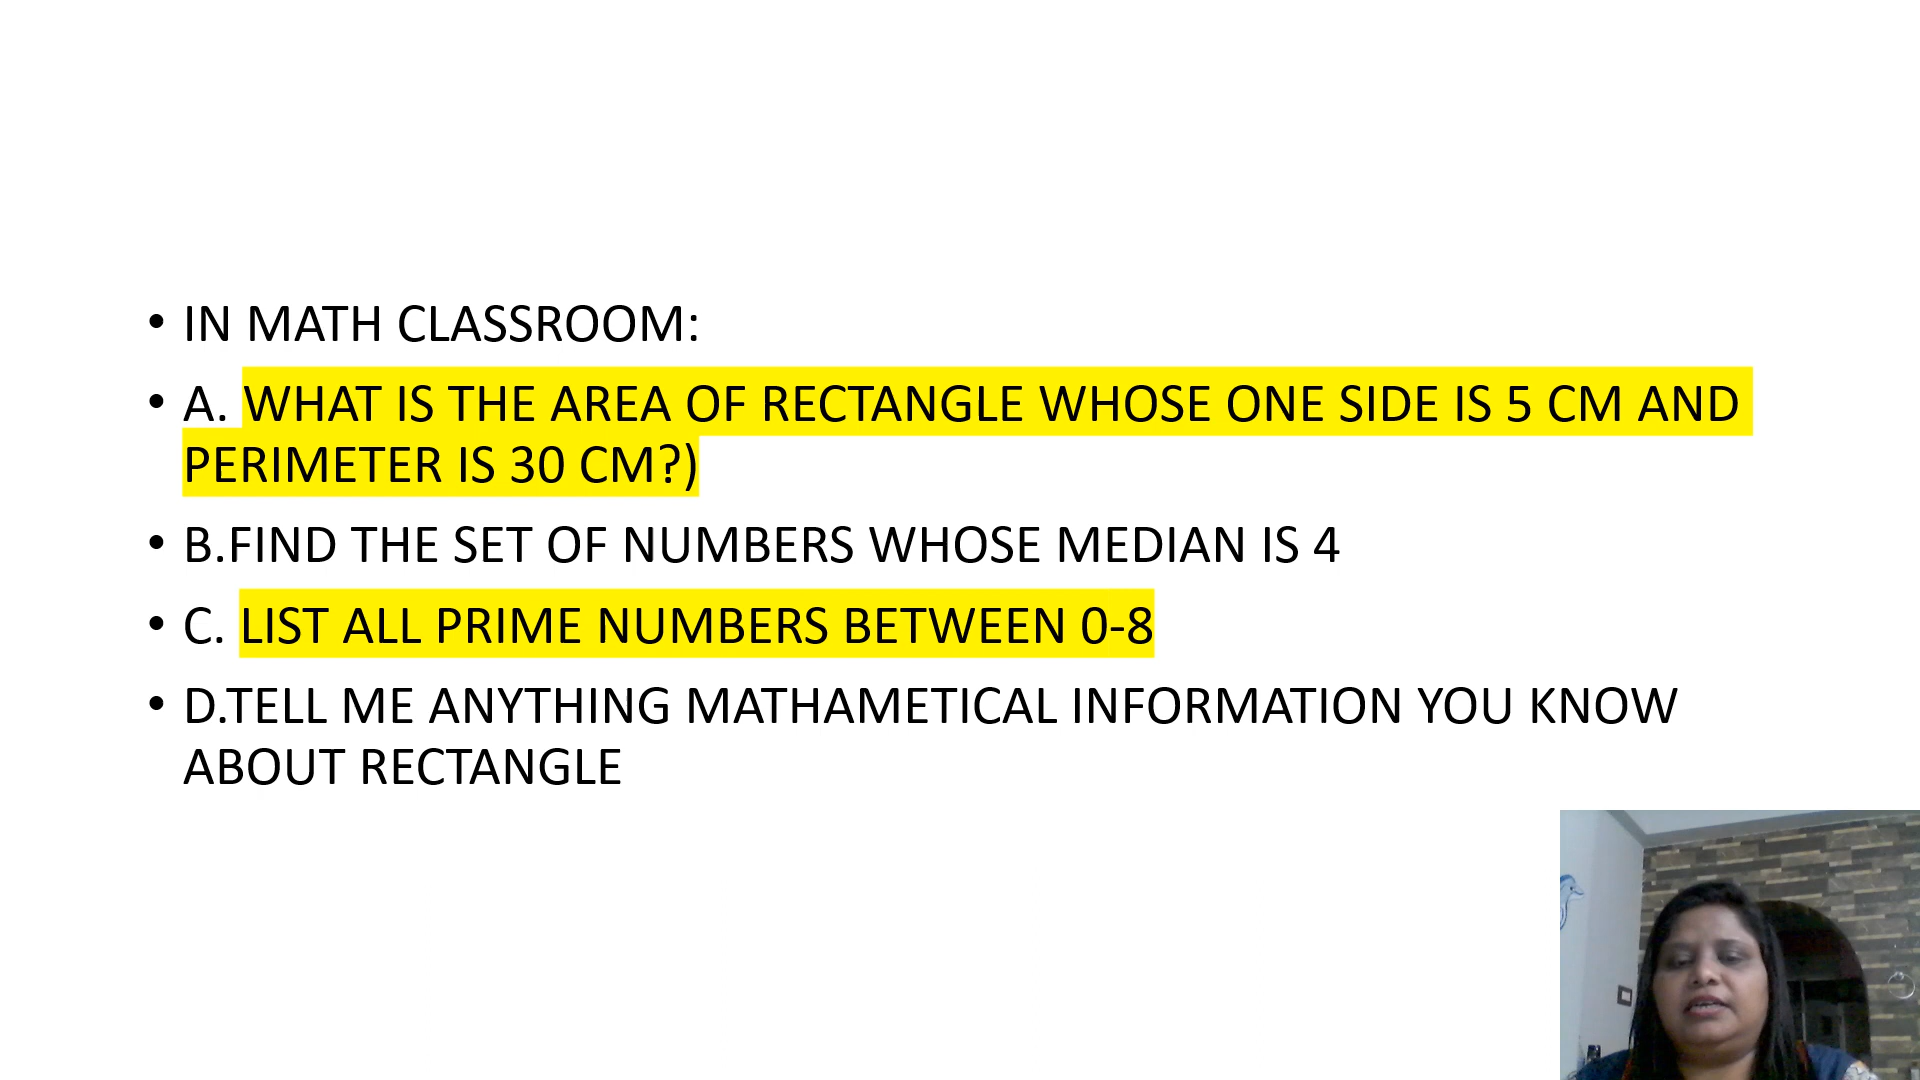 • IN MATH CLASSROOM:
• A. WHAT IS THE AREA OF RECTANGLE WHOSE ONE SIDE IS 5 CM AND
PERIMETER IS 30 CM?)
• B.FIND THE SET OF NUMBERS WHOSE MEDIAN IS 4
• C. LIST ALL PRIME NUMBERS BETWEEN 0-8
• D.TELL ME ANYTHING MATHAMETICAL INFORMATION YOU KNOW
ABOUT RECTANGLE